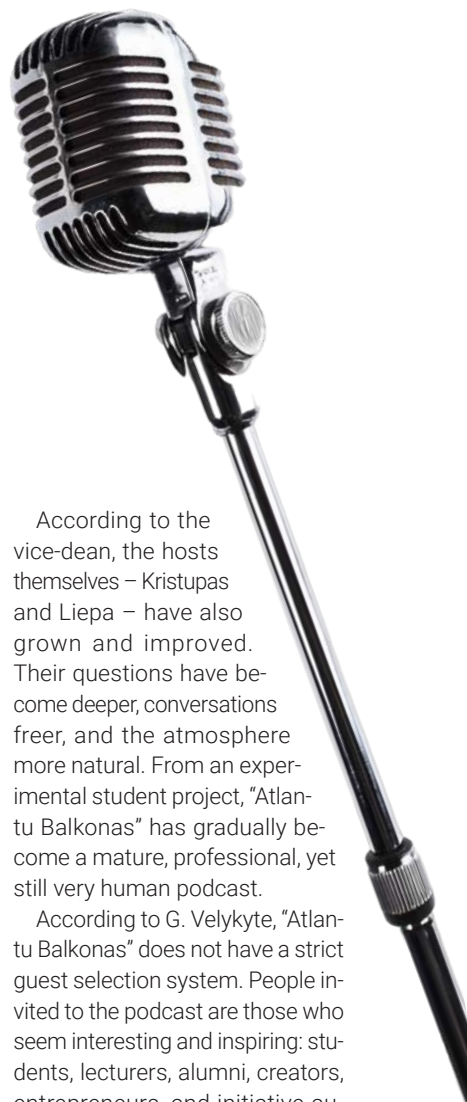 According to the
vice-dean, the hosts
themselves – Kristupas
and Liepa – have also
grown and improved.
Their questions have be-
come deeper, conversations
freer, and the atmosphere
more natural. From an exper-
imental student project, “Atlan-
tu Balkonas” has gradually be-
come a mature, professional, yet
still very human podcast.
According to G. Velykyte, “Atlan-
tu Balkonas” does not have a strict
guest selection system. People in-
vited to the podcast are those who
seem interesting and inspiring: stu-
dents, lecturers, alumni, creators,
entrepreneurs, and initiative au-